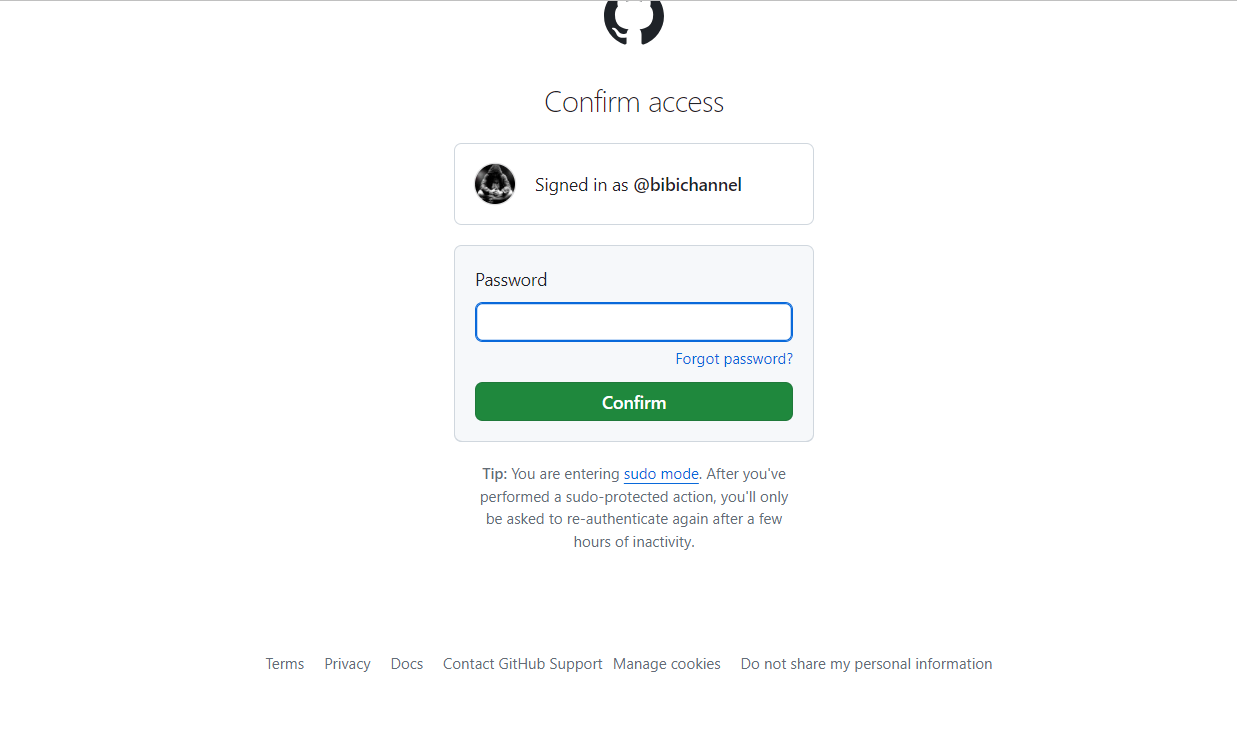 Confirm access
Signed in as @bibichannel
Password
Forgot password?
Confirm
Tip: You are entering sudo mode. After you've
performed a sudo-protected action, you'll only
be asked to re-authenticate again after a few
hours of inactivity.
Terms Privacy Docs Contact GitHub Support Manage cookies Do not share my personal information